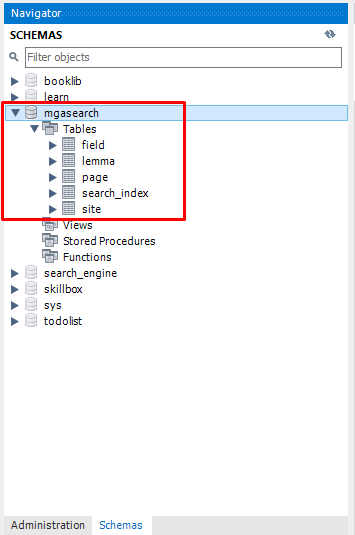 Navigator
SCHEMAS
Filter objects
booklib
learn
mgasearch
Tables
field
lemma
page
search_index
site
Views
Stored Procedures
Functions
search_engine
skillbox
sys
todolist
Administration Schemas